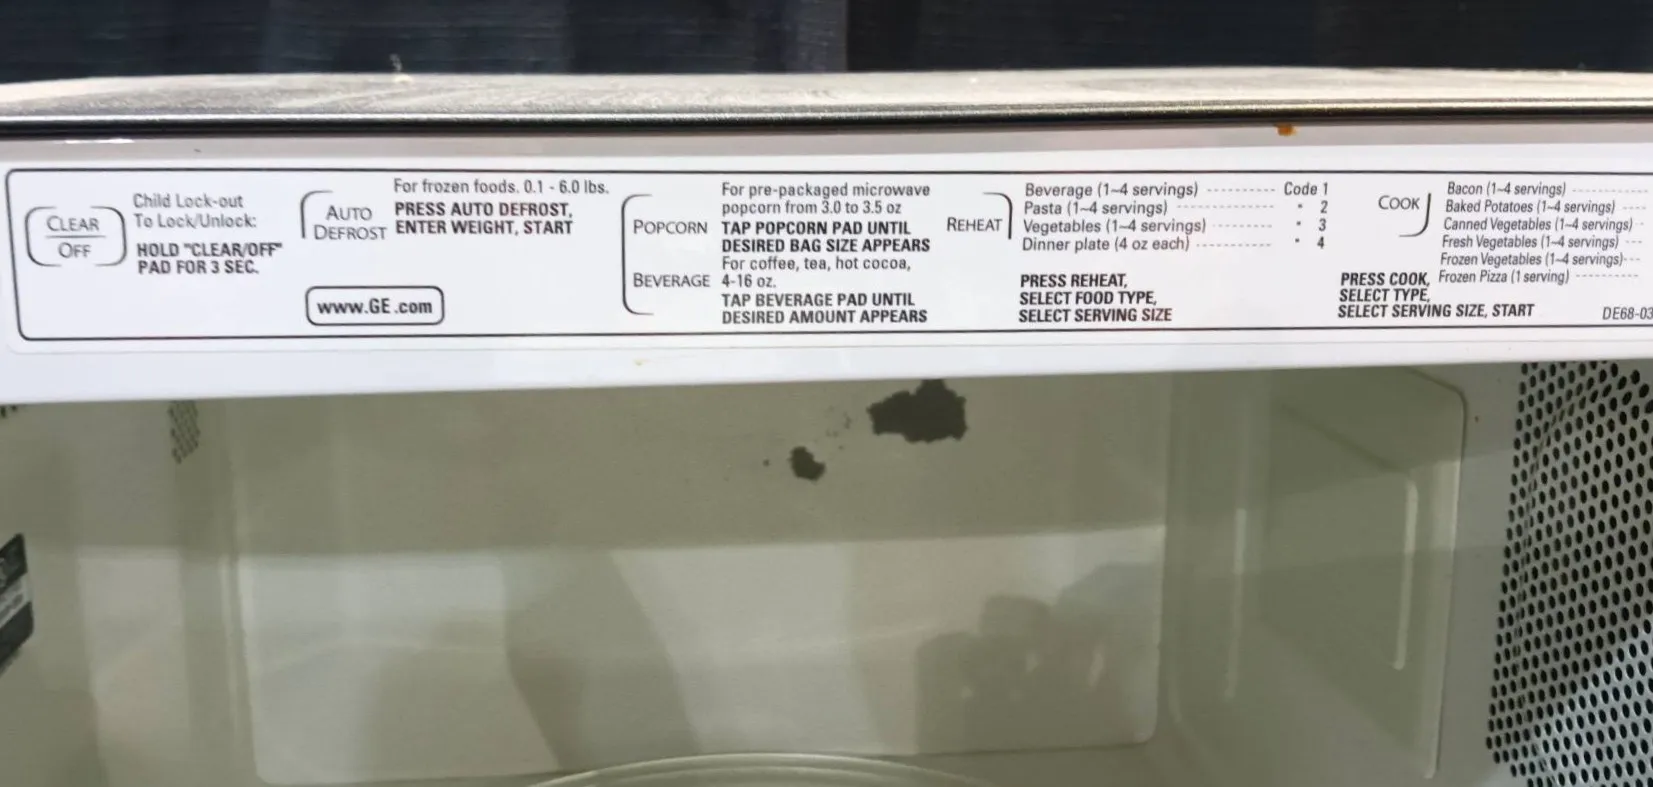 CLEAR
OFF
Child Lock-out
To Lock/Unlock:
HOLD "CLEAR/OFF"
PAD FOR 3 SEC.
AUTO
DEFROST
For frozen foods. 0.1 - 6.0 lbs.
PRESS AUTO DEFROST,
ENTER WEIGHT, START
www.GE.com
POPCORN
For pre-packaged microwave
popcorn from 3.0 to 3.5 oz
TAP POPCORN PAD UNTIL
DESIRED BAG SIZE APPEARS
BEVERAGE
For coffee, tea, hot cocoa,
4-16 oz.
TAP BEVERAGE PAD UNTIL
DESIRED AMOUNT APPEARS
REHEAT
Beverage (1-4 servings) --------- Code 1
Pasta (1-4 servings) ------------- " 2
Vegetables (1-4 servings) -------- " 3
Dinner plate (4 oz each) ---------- " 4
PRESS REHEAT,
SELECT FOOD TYPE,
SELECT SERVING SIZE
COOK
Bacon (1-4 servings) -----------
Baked Potatoes (1-4 servings) ----
Canned Vegetables (1-4 servings) --
Fresh Vegetables (1-4 servings) ---
Frozen Vegetables (1-4 servings)---
Frozen Pizza (1 serving) ----------
PRESS COOK,
SELECT TYPE,
SELECT SERVING SIZE, START
DE68-03